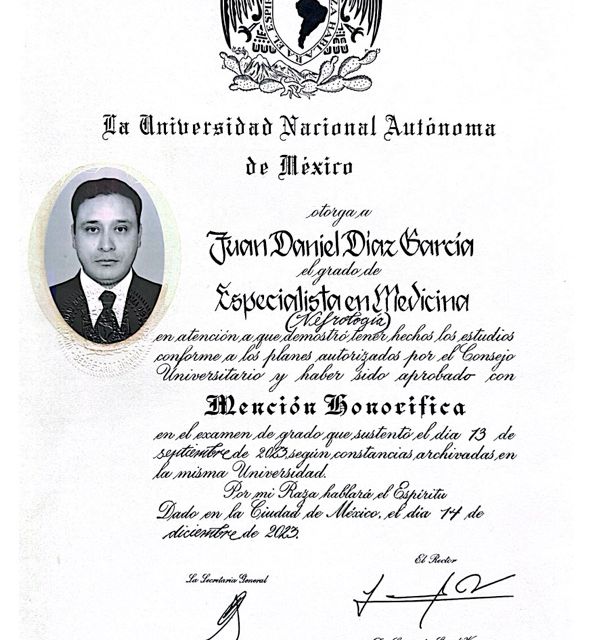 La Universidad Nacional Autónoma
de México
otorga a
Juan Daniel Díaz García
el grado de
Especialista en Medicina
(Nefrología)
en atención a que demostró tener hechos los estudios
conforme a los planes autorizados por el Consejo
Universitario y haber sido aprobado con
Mención Honorífica
en el examen de grado que sustentó el día 13 de
septiembre de 2023, según constancias archivadas en
la misma Universidad.
Por mi Raza hablará el Espíritu
Dado en la Ciudad de México, el día 14 de
diciembre de 2023.
El Rector
La Secretaria General